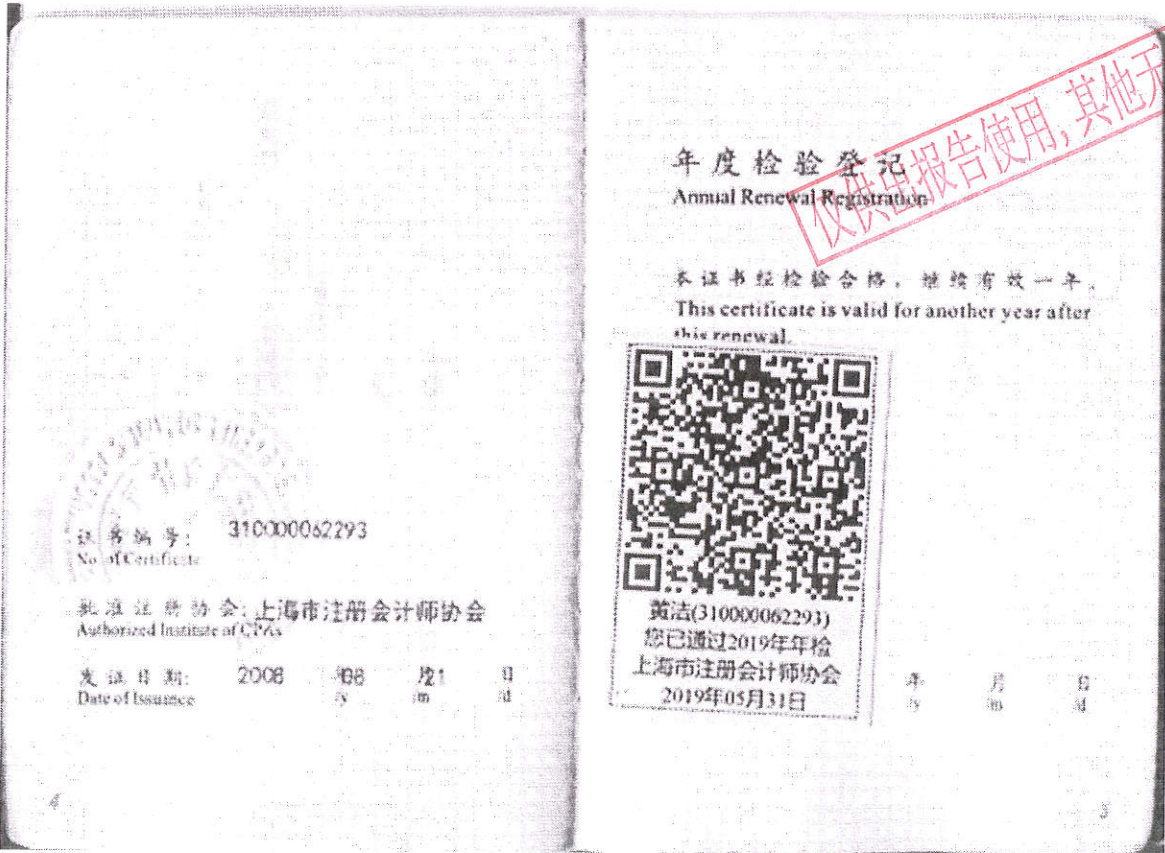 证书编号: 310000062293
No. of Certificate
批准注册协会: 上海市注册会计师协会
Authorized Institute of CPAs
发证日期: 2008 年08 月21 日
Date of Issuance /y /m /d
4
年度检验登记
Annual Renewal Registration
本证书经检验合格，继续有效一年。
This certificate is valid for another year after
this renewal.
黄洁(310000062293)
您已通过2019年年检
上海市注册会计师协会
2019年05月31日
年 月 日
/y /m /d
5
仅供出报告使用,其他无